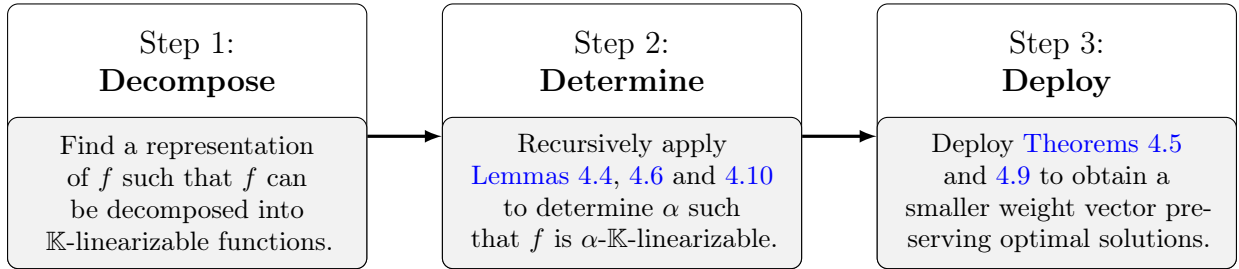 Step 1:
Decompose
Find a representation
of f such that f can
be decomposed into
𝕂-linearizable functions.
Step 2:
Determine
Recursively apply
Lemmas 4.4, 4.6 and 4.10
to determine α such
that f is α-𝕂-linearizable.
Step 3:
Deploy
Deploy Theorems 4.5
and 4.9 to obtain a
smaller weight vector pre-
serving optimal solutions.